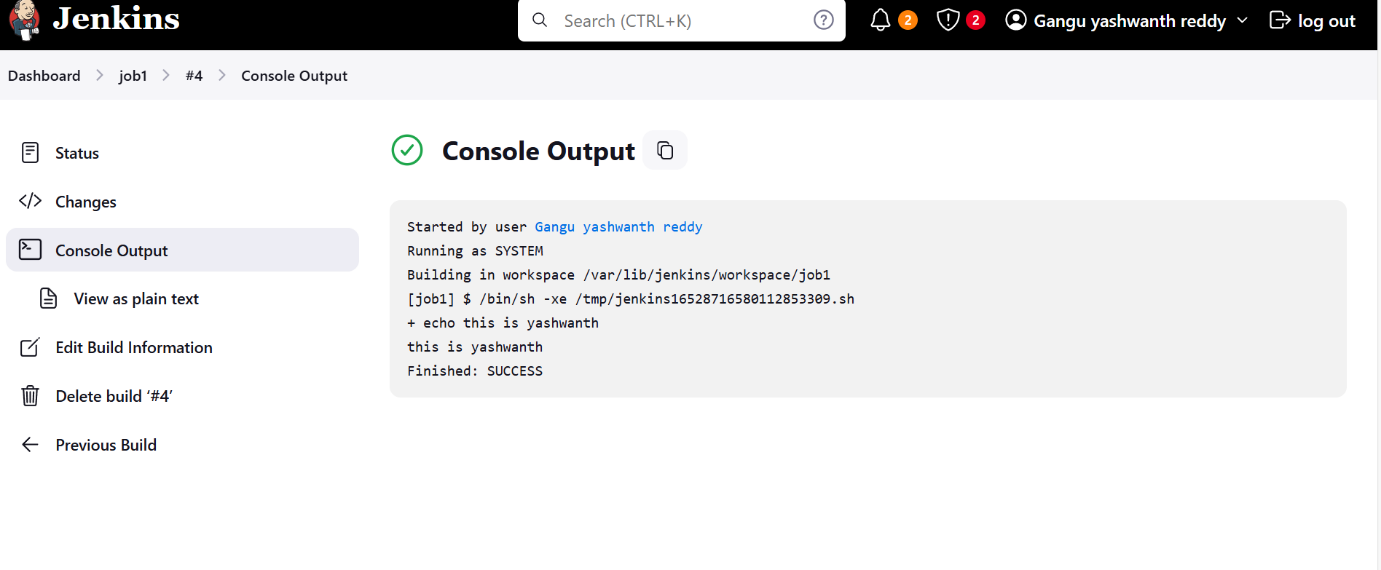 Jenkins
Search (CTRL+K)
2
2
Gangu yashwanth reddy
log out
Dashboard > job1 > #4 > Console Output
Status
Changes
Console Output
View as plain text
Edit Build Information
Delete build ‘#4’
Previous Build
Console Output
Started by user Gangu yashwanth reddy
Running as SYSTEM
Building in workspace /var/lib/jenkins/workspace/job1
[job1] $ /bin/sh -xe /tmp/jenkins16528716580112853309.sh
+ echo this is yashwanth
this is yashwanth
Finished: SUCCESS